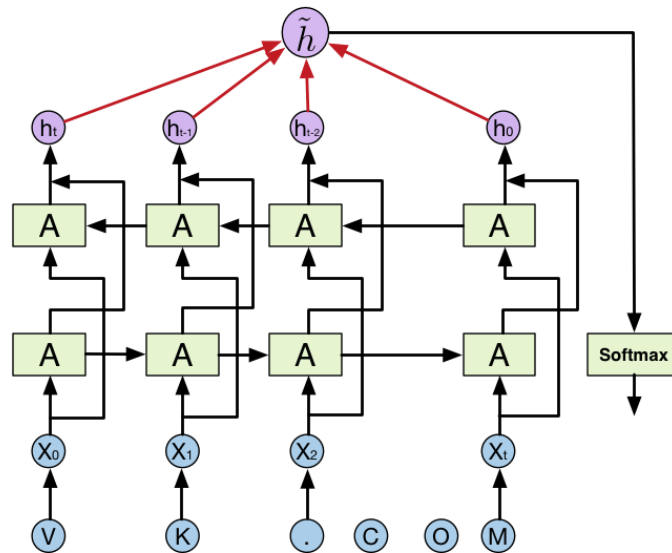 h̃
hₜ hₜ₋₁ hₜ₋₂ h₀
A A A A
A A A A Softmax
X₀ X₁ X₂ Xₜ
V K . C O M